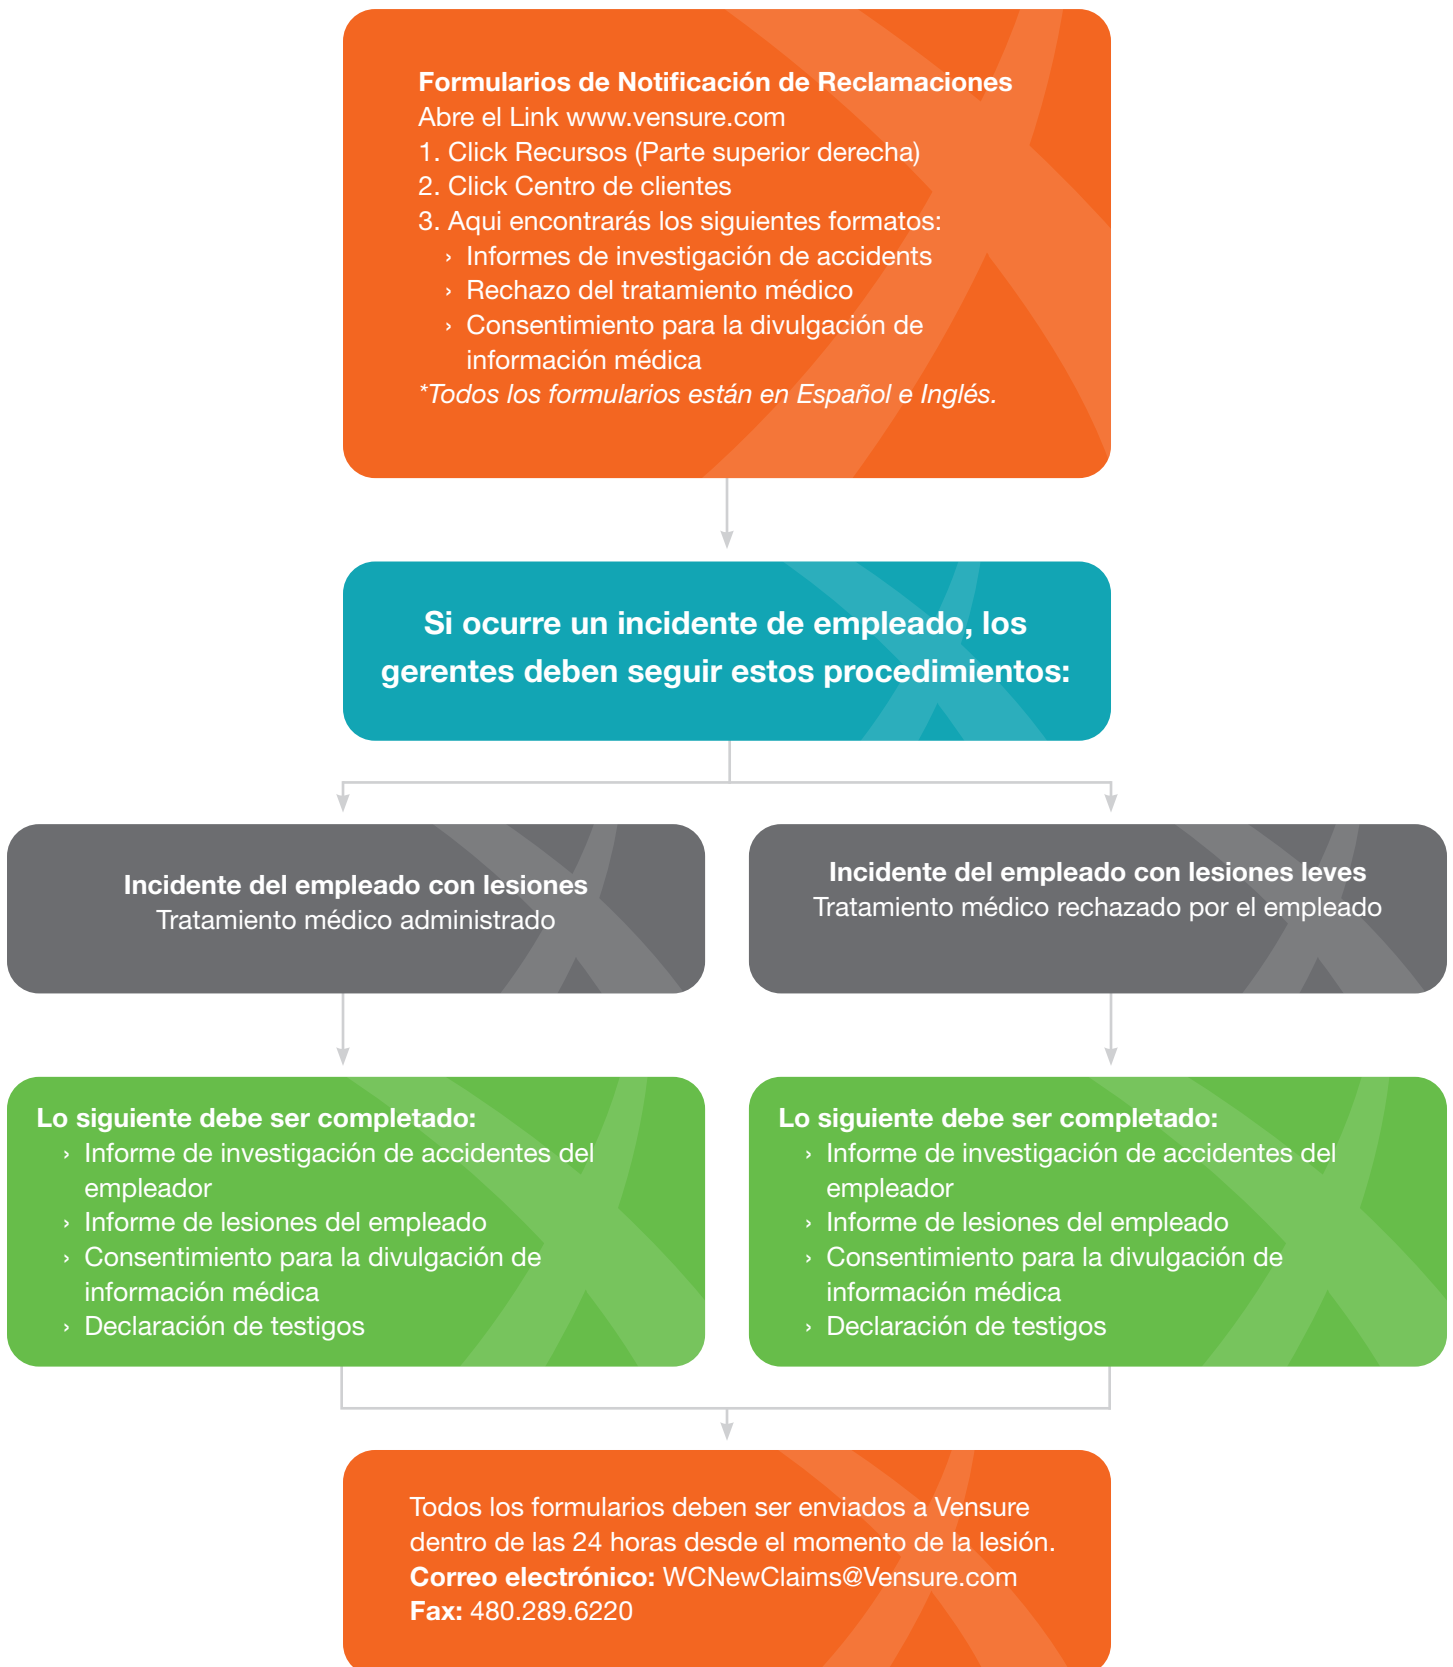 Formularios de Notificación de Reclamaciones
Abre el Link www.vensure.com
1. Click Recursos (Parte superior derecha)
2. Click Centro de clientes
3. Aqui encontrarás los siguientes formatos:
› Informes de investigación de accidents
› Rechazo del tratamiento médico
› Consentimiento para la divulgación de
información médica
*Todos los formularios están en Español e Inglés.
Si ocurre un incidente de empleado, los
gerentes deben seguir estos procedimientos:
Incidente del empleado con lesiones
Tratamiento médico administrado
Incidente del empleado con lesiones leves
Tratamiento médico rechazado por el empleado
Lo siguiente debe ser completado:
› Informe de investigación de accidentes del
empleador
› Informe de lesiones del empleado
› Consentimiento para la divulgación de
información médica
› Declaración de testigos
Lo siguiente debe ser completado:
› Informe de investigación de accidentes del
empleador
› Informe de lesiones del empleado
› Consentimiento para la divulgación de
información médica
› Declaración de testigos
Todos los formularios deben ser enviados a Vensure
dentro de las 24 horas desde el momento de la lesión.
Correo electrónico: WCNewClaims@Vensure.com
Fax: 480.289.6220